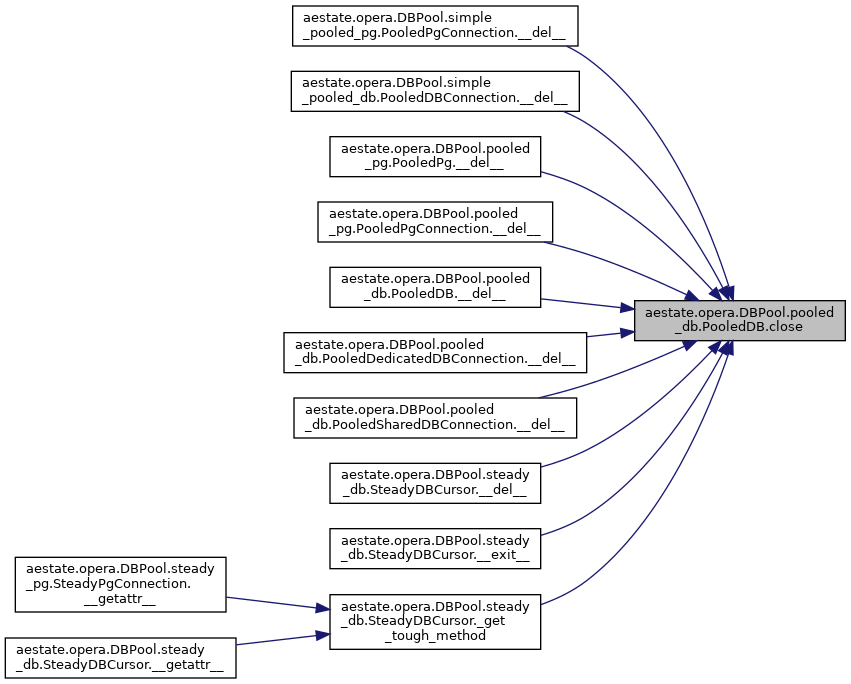 aestate.opera.DBPool.simple
_pooled_pg.PooledPgConnection.__del__
aestate.opera.DBPool.simple
_pooled_db.PooledDBConnection.__del__
aestate.opera.DBPool.pooled
_pg.PooledPg.__del__
aestate.opera.DBPool.pooled
_pg.PooledPgConnection.__del__
aestate.opera.DBPool.pooled
_db.PooledDB.__del__
aestate.opera.DBPool.pooled
_db.PooledDB.close
aestate.opera.DBPool.pooled
_db.PooledDedicatedDBConnection.__del__
aestate.opera.DBPool.pooled
_db.PooledSharedDBConnection.__del__
aestate.opera.DBPool.steady
_db.SteadyDBCursor.__del__
aestate.opera.DBPool.steady
_db.SteadyDBCursor.__exit__
aestate.opera.DBPool.steady
_pg.SteadyPgConnection.
__getattr__
aestate.opera.DBPool.steady
_db.SteadyDBCursor._get
_tough_method
aestate.opera.DBPool.steady
_db.SteadyDBCursor.__getattr__